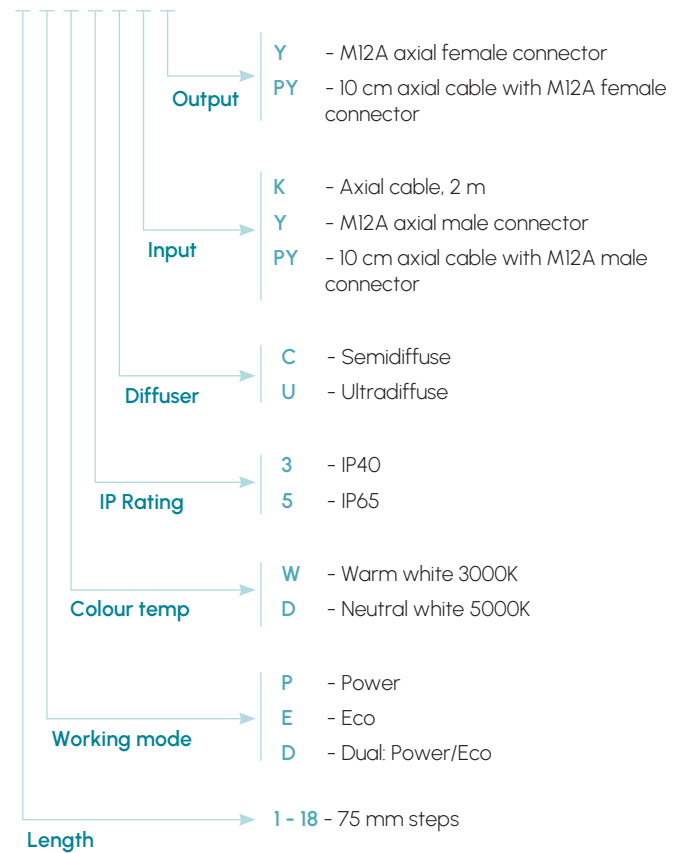 Output
Y - M12A axial female connector
PY - 10 cm axial cable with M12A female
connector
Input
K - Axial cable, 2 m
Y - M12A axial male connector
PY - 10 cm axial cable with M12A male
connector
Diffuser
C - Semidiffuse
U - Ultradiffuse
IP Rating
3 - IP40
5 - IP65
Colour temp
W - Warm white 3000K
D - Neutral white 5000K
Working mode
P - Power
E - Eco
D - Dual: Power/Eco
Length
1 - 18 - 75 mm steps